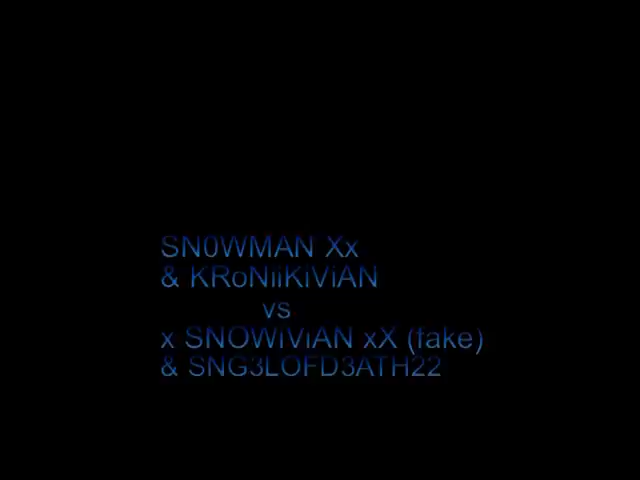 SN0WMAN Xx
& KRoNiiKiViAN
vs
x SNOWiViAN xX (fake)
& SNG3LOFD3ATH22